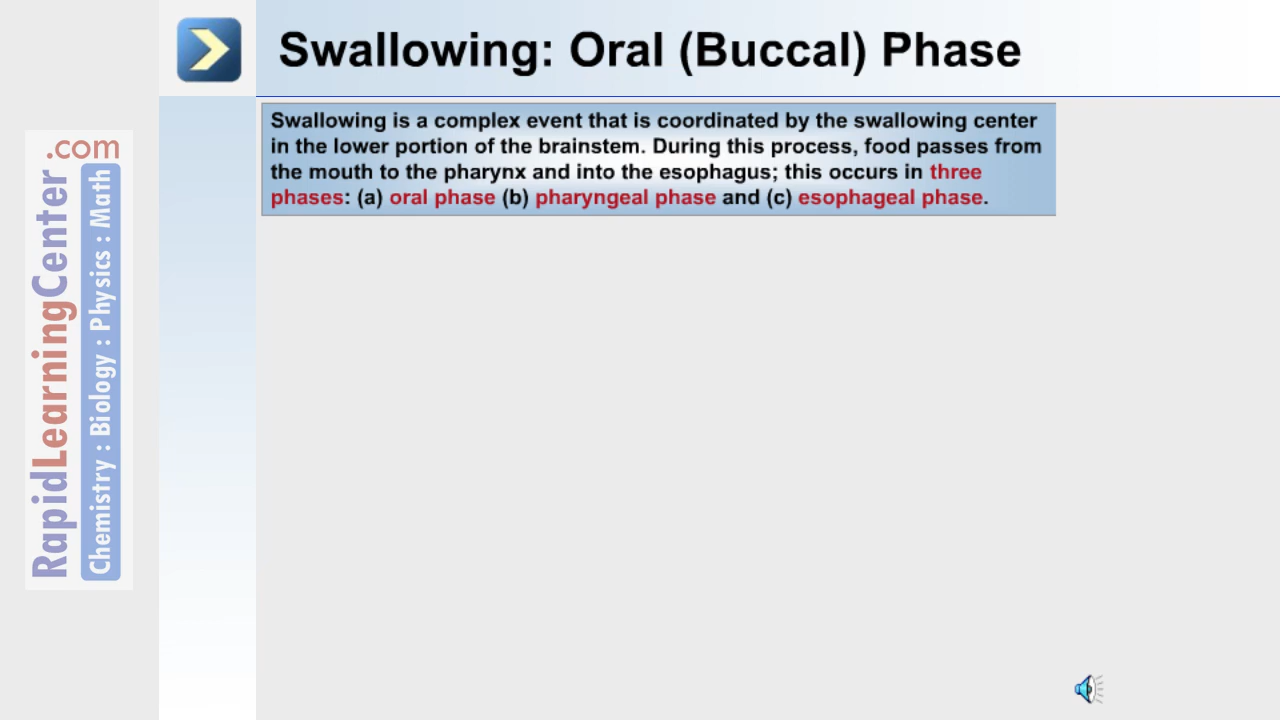 Swallowing: Oral (Buccal) Phase
Swallowing is a complex event that is coordinated by the swallowing center
in the lower portion of the brainstem. During this process, food passes from
the mouth to the pharynx and into the esophagus; this occurs in three
phases: (a) oral phase (b) pharyngeal phase and (c) esophageal phase.
RapidLearningCenter
.com
Chemistry : Biology : Physics : Math